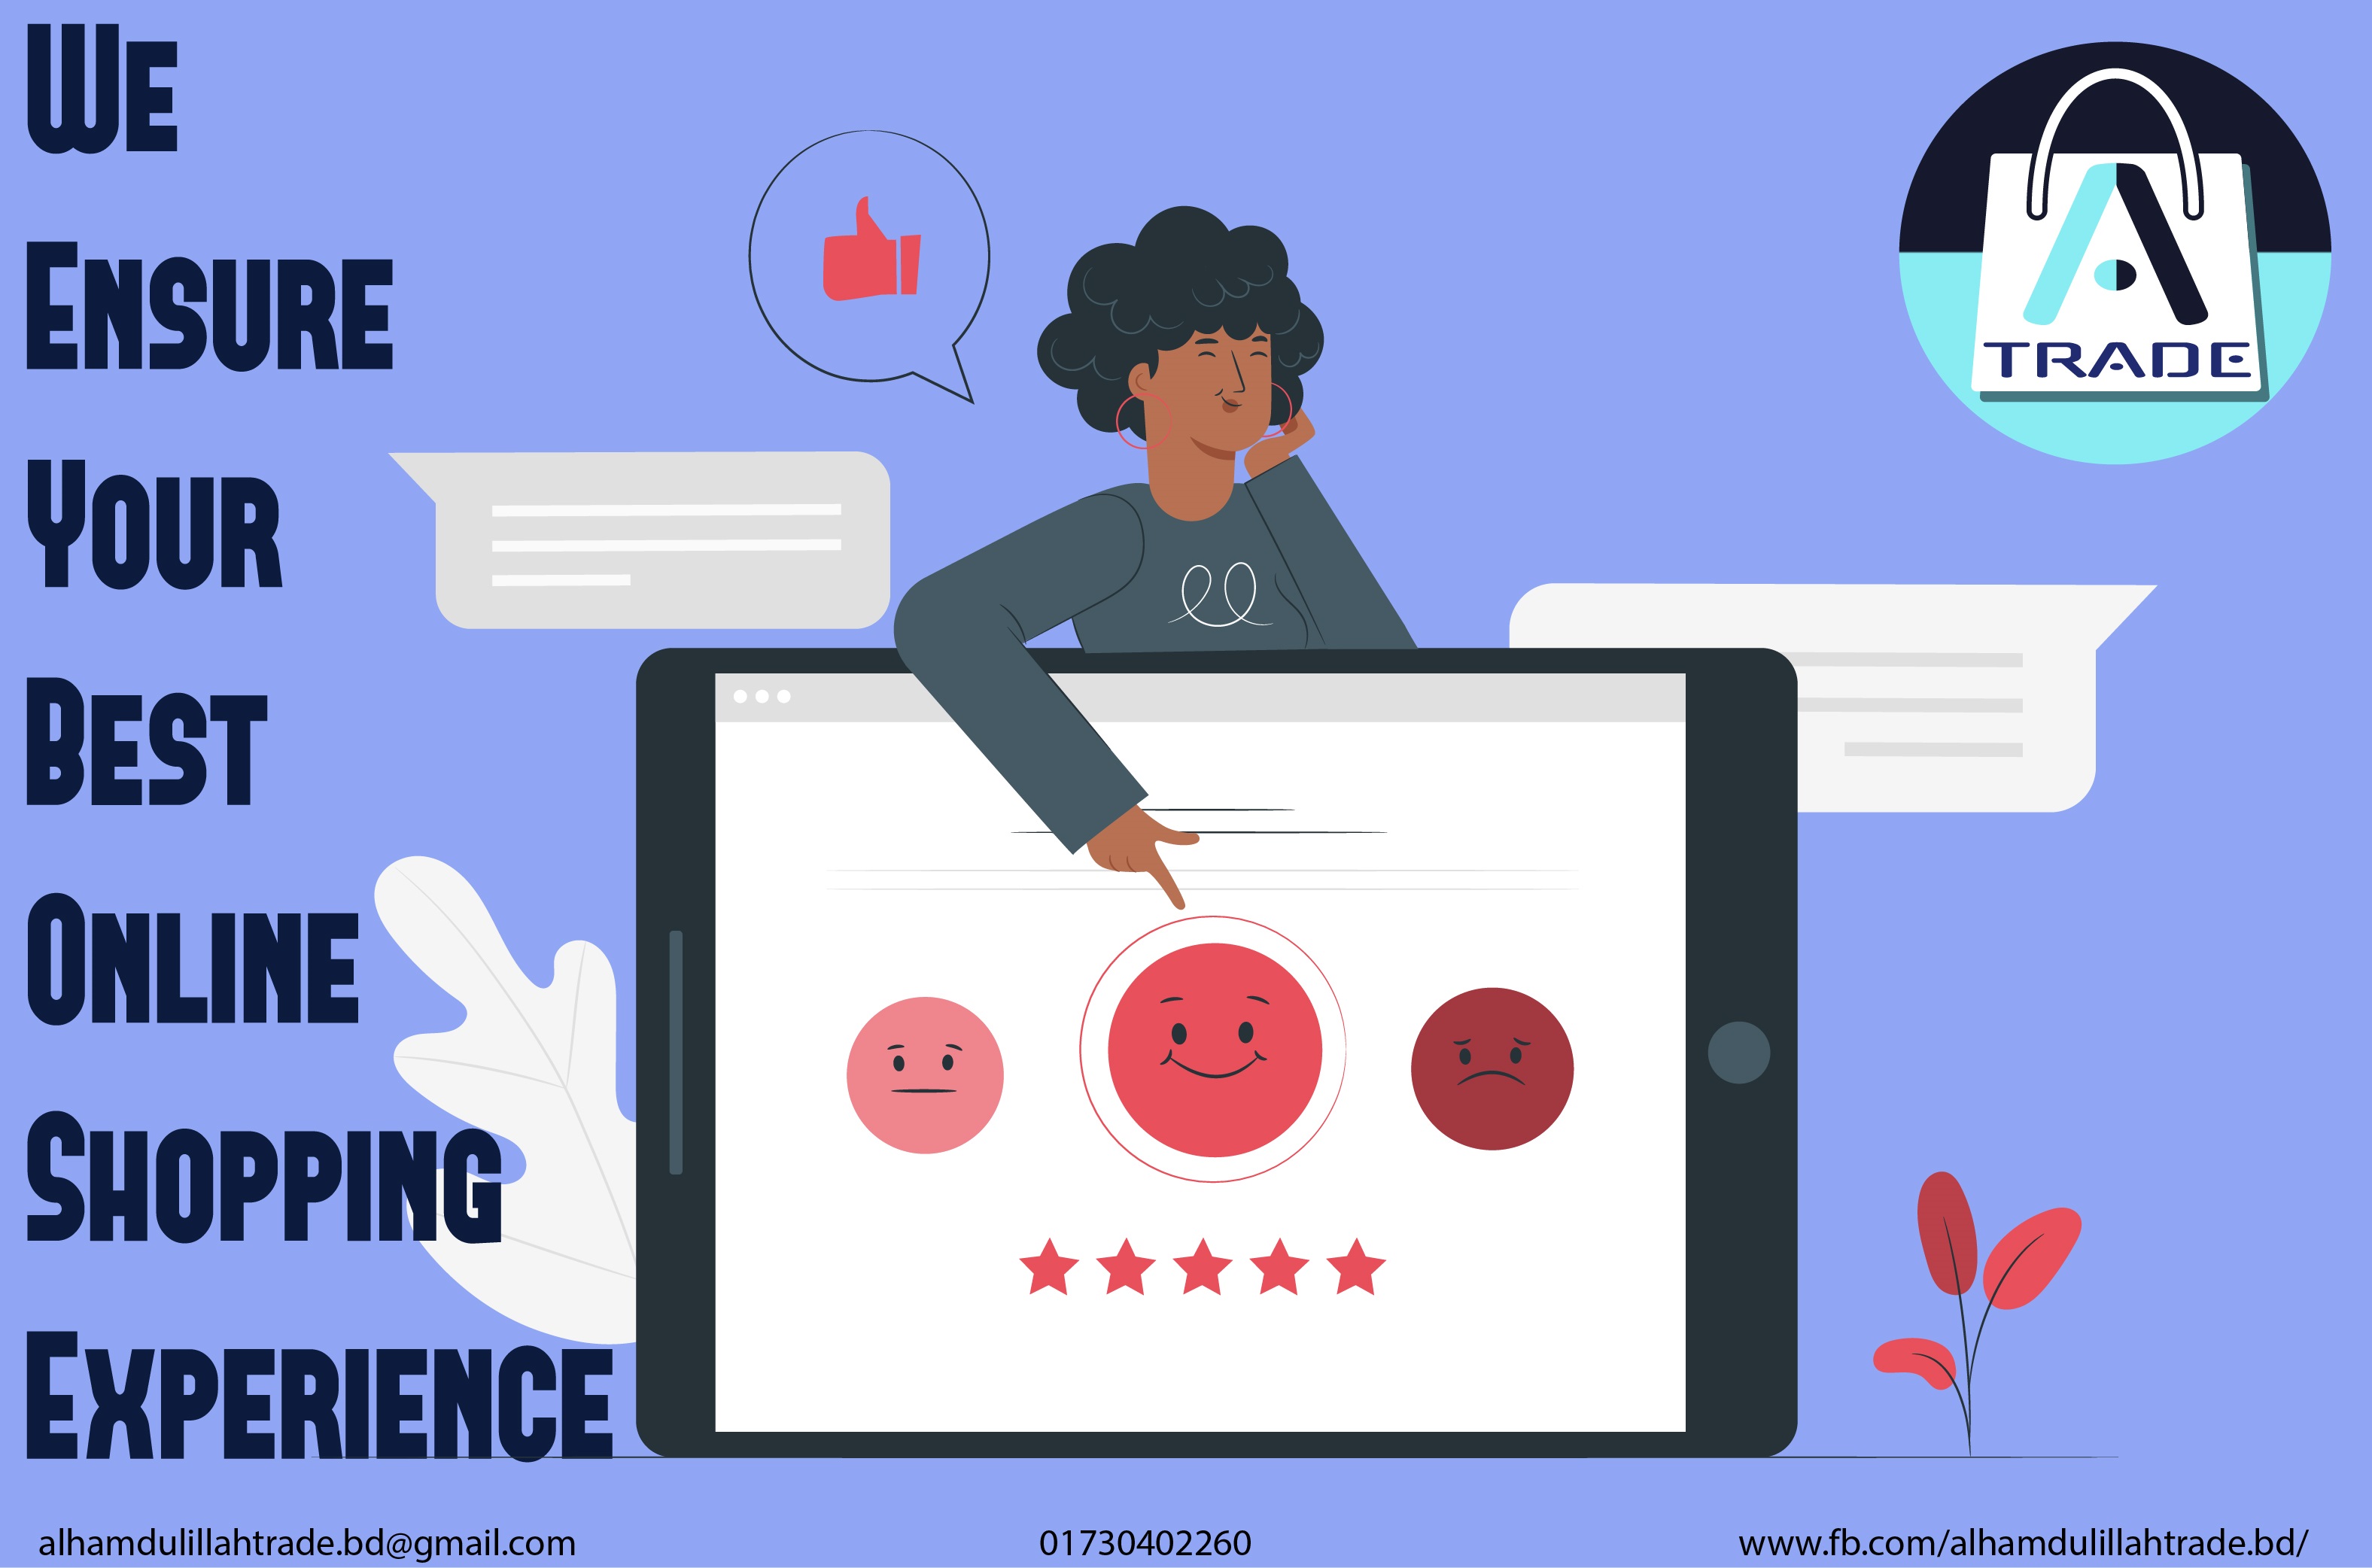 We
Ensure
Your
Best
Online
Shopping
Experience
A
TRADE
alhamdulillahtrade.bd@gmail.com
01730402260
www.fb.com/alhamdulillahtrade.bd/